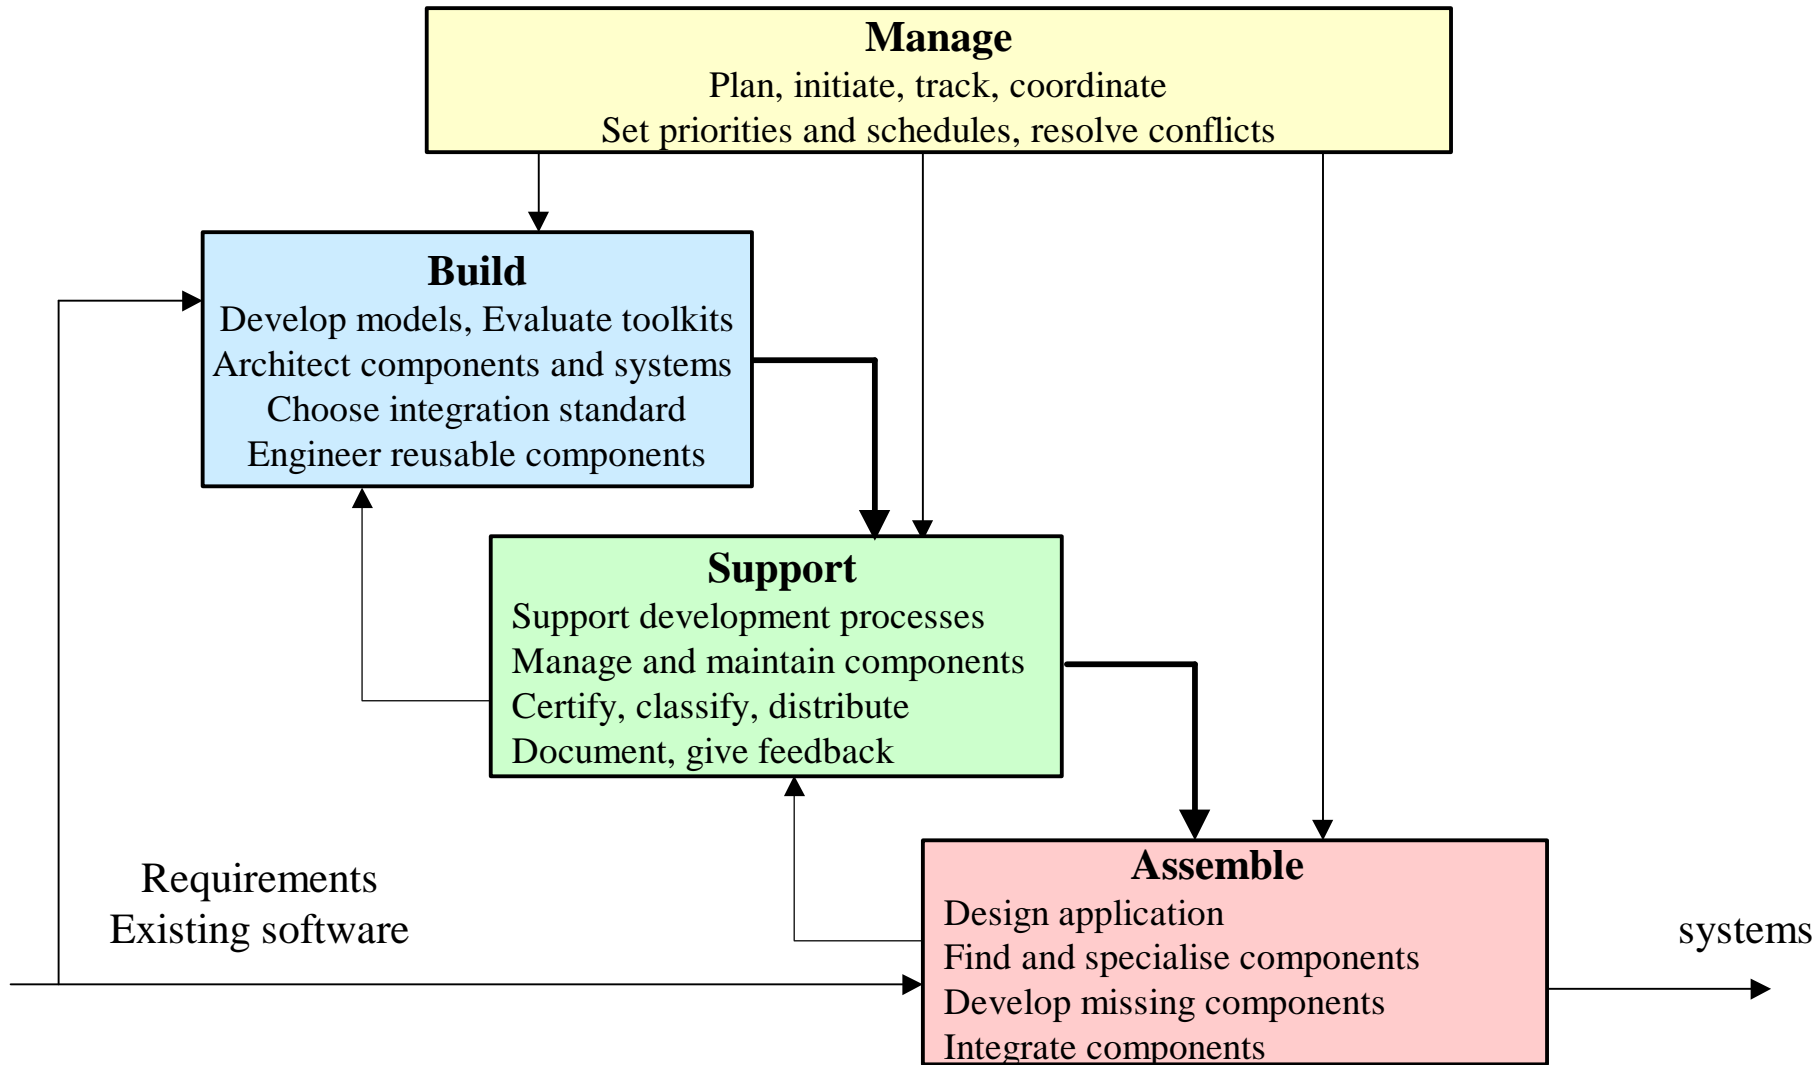 Manage
Plan, initiate, track, coordinate
Set priorities and schedules, resolve conflicts
Build
Develop models, Evaluate toolkits
Architect components and systems
Choose integration standard
Engineer reusable components
Support
Support development processes
Manage and maintain components
Certify, classify, distribute
Document, give feedback
Requirements
Existing software
Assemble
Design application
Find and specialise components
Develop missing components
Integrate components
systems